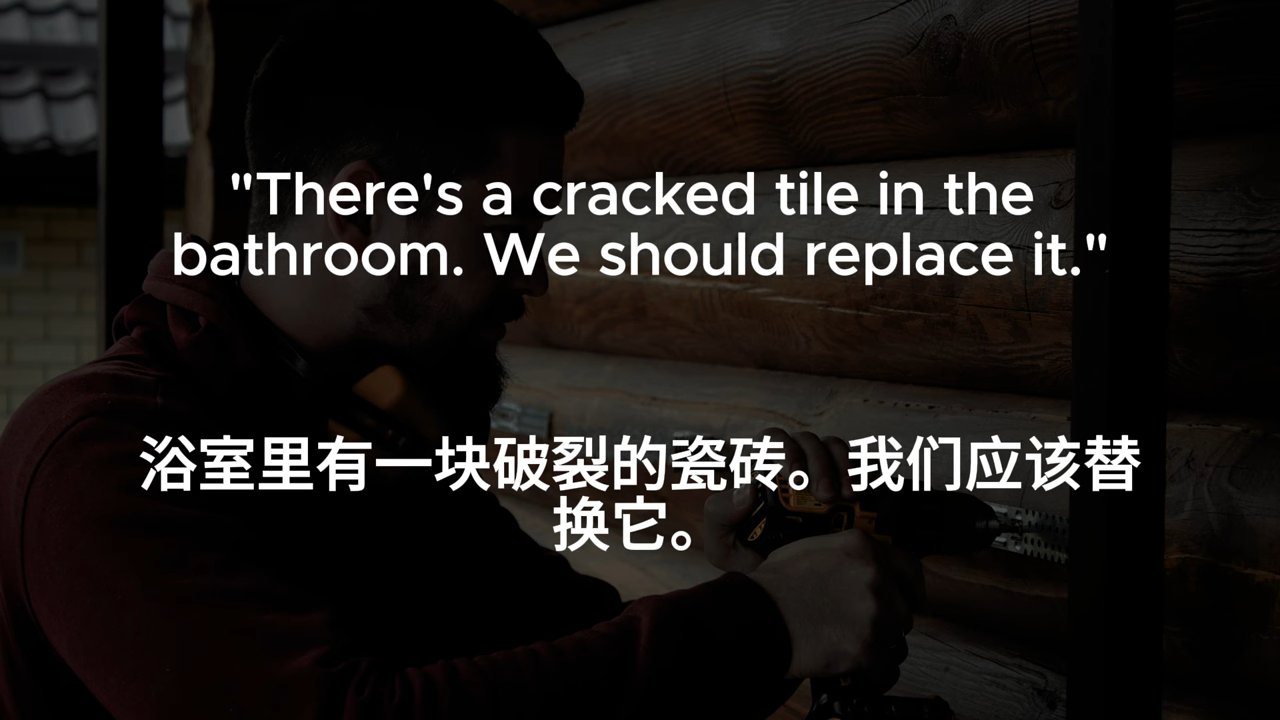 "There's a cracked tile in the
bathroom. We should replace it."
浴室里有一块破裂的瓷砖。我们应该替
换它。